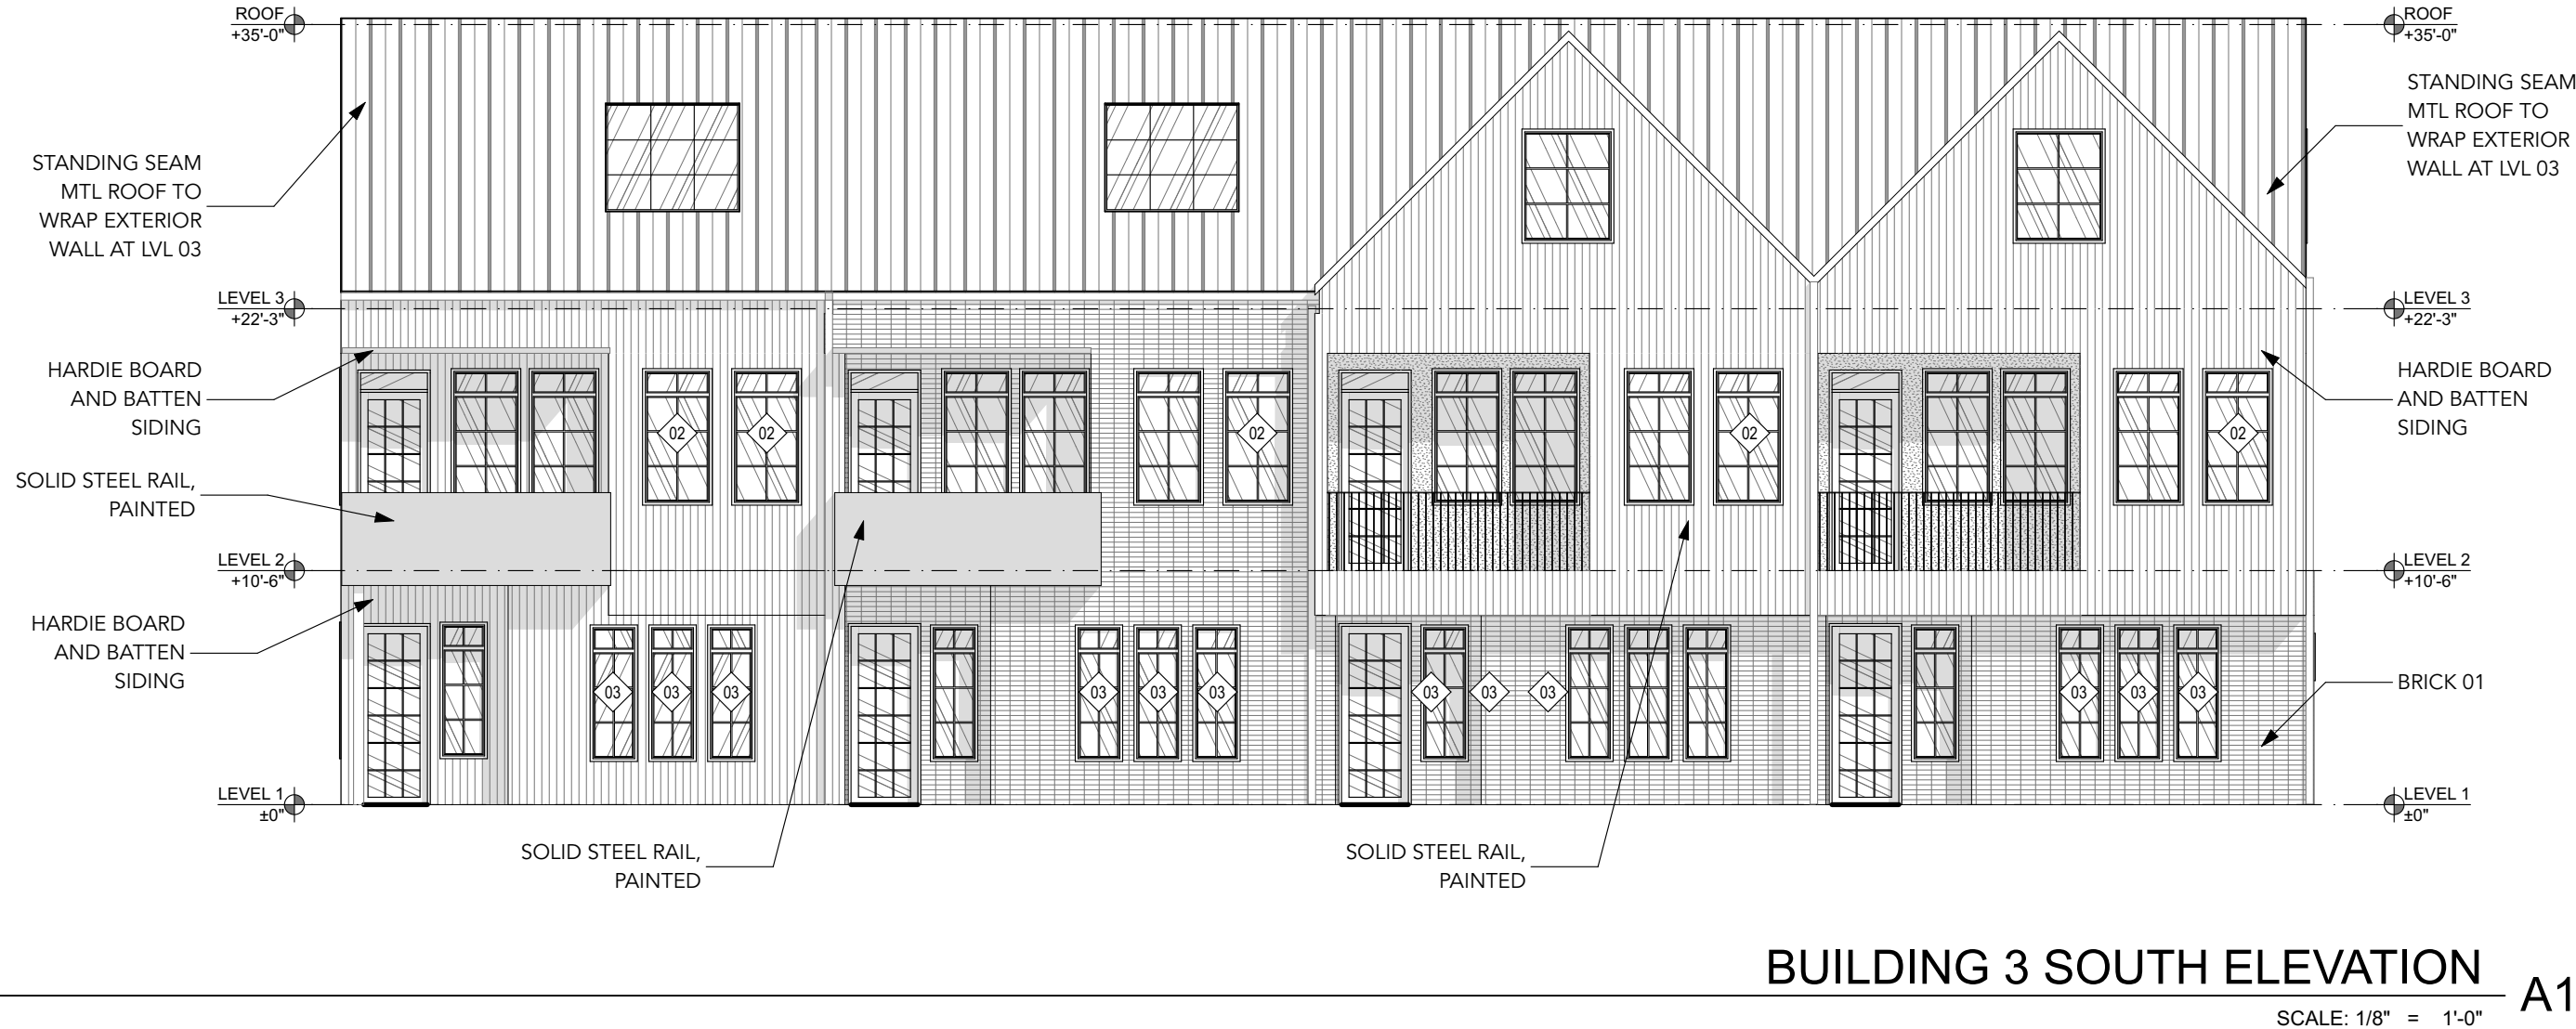 ROOF
+35'-0"
ROOF
+35'-0"
STANDING SEAM
MTL ROOF TO
WRAP EXTERIOR
WALL AT LVL 03
STANDING SEAM
MTL ROOF TO
WRAP EXTERIOR
WALL AT LVL 03
LEVEL 3
+22'-3"
LEVEL 3
+22'-3"
HARDIE BOARD
AND BATTEN
SIDING
HARDIE BOARD
AND BATTEN
SIDING
02 02 02 02 02
SOLID STEEL RAIL,
PAINTED
LEVEL 2
+10'-6"
LEVEL 2
+10'-6"
HARDIE BOARD
AND BATTEN
SIDING
03 03 03 03 03 03 03 03 03 03 03 03
BRICK 01
LEVEL 1
±0"
LEVEL 1
±0"
SOLID STEEL RAIL,
PAINTED
SOLID STEEL RAIL,
PAINTED
BUILDING 3 SOUTH ELEVATION
A1
SCALE: 1/8" = 1'-0"